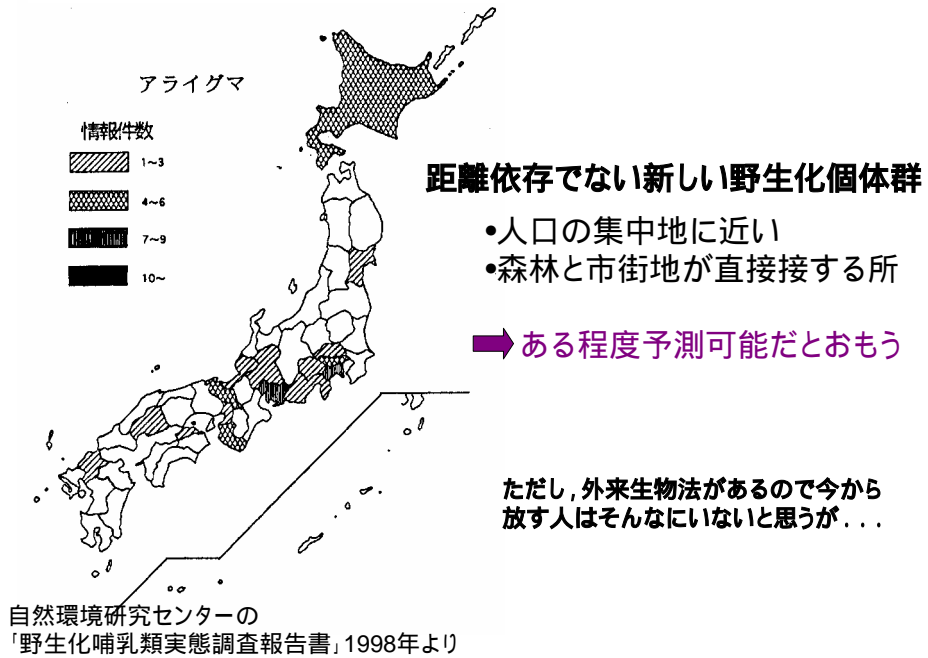 アライグマ
情報件数
1~3
4~6
7~9
10~
距離依存でない新しい野生化個体群
•人口の集中地に近い
•森林と市街地が直接接する所
ある程度予測可能だとおもう
ただし,外来生物法があるので今から
放す人はそんなにいないと思うが...
自然環境研究センターの
「野生化哺乳類実態調査報告書」1998年より